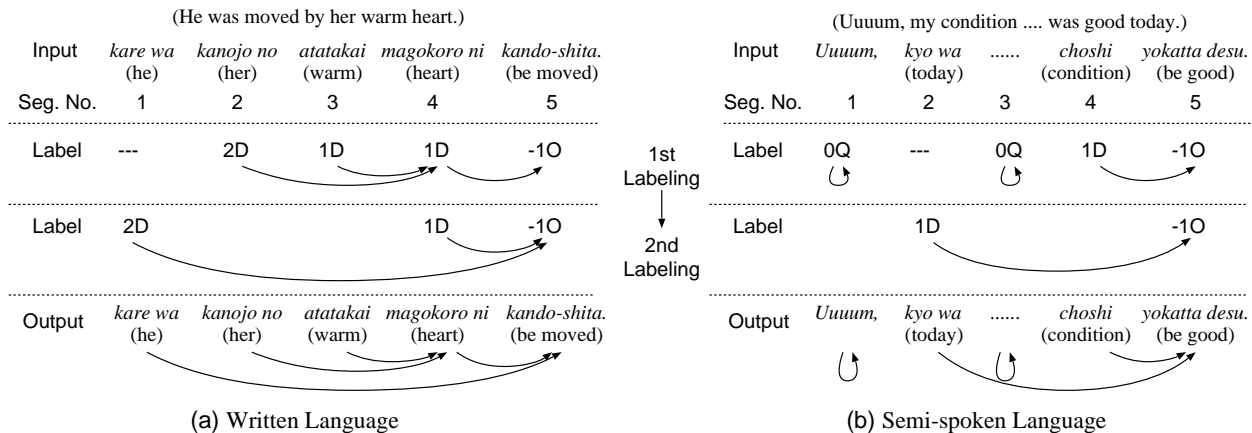 (He was moved by her warm heart.)
Input kare wa kanojo no atatakai magokoro ni kando-shita.
(he) (her) (warm) (heart) (be moved)
Seg. No. 1 2 3 4 5
Label --- 2D 1D 1D -1O
Label 2D 1D -1O
Output kare wa kanojo no atatakai magokoro ni kando-shita.
(he) (her) (warm) (heart) (be moved)
(a) Written Language
1st
Labeling
2nd
Labeling
(Uuum, my condition .... was good today.)
Input Uuuum, kyo wa ...... choshi yokatta desu.
(today) (condition) (be good)
Seg. No. 1 2 3 4 5
Label 0Q --- 0Q 1D -1O
Label 1D -1O
Output Uuuum, kyo wa ...... choshi yokatta desu.
(today) (condition) (be good)
(b) Semi-spoken Language